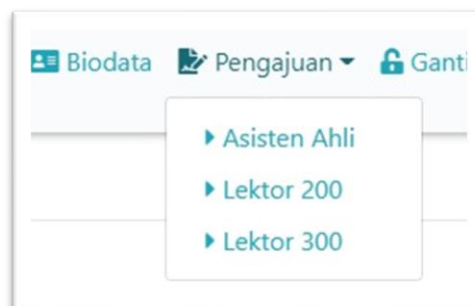 Biodata Pengajuan Ganti
Asisten Ahli
Lektor 200
Lektor 300